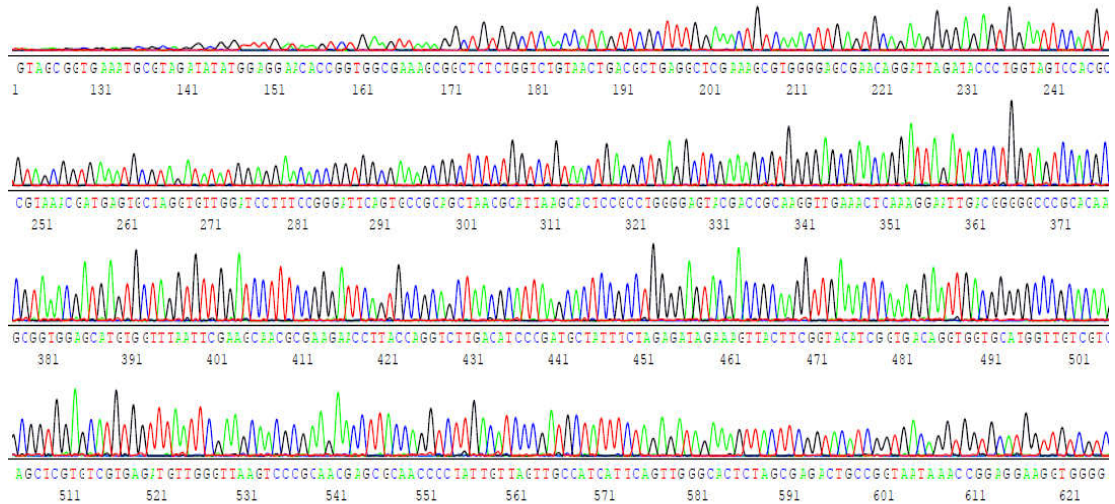 GTAGCGGTGAAATGCGTAGATATATGGAGGAACACCGGTGGCGAAAGCGGCTCTCTGGTCTGTAACTGACGCTGAGGCTCGAAAGCGTGGGGAGCGAACAGGATTAGATACCCTGGTAGTCCACGC
1 131 141 151 161 171 181 191 201 211 221 231 241
CGTAAACGATGAGTGCTAGGTGTTGGATCCTTTCCGGGATTCAGTGCCGCAGCTAACGCATTAAGCACTCCGCCTGGGGAGTACGACCGCAAGGTTGAAACTCAAAGGAATTGACGGGGGCCCGCACAA
251 261 271 281 291 301 311 321 331 341 351 361 371
GCGGTGGAGCATGTGGTTTAATTCGAAGCAACGCGAAGAACCTTACCAGGTCTTGACATCCCGATGCTATTTCTAGAGATAGAAAGTTACTTCGGTACATCGGTGACAGGTGGTGCATGGTTGTCGTC
381 391 401 411 421 431 441 451 461 471 481 491 501
AGCTCGTGTCGTGAGATGTTGGGTTAAGTCCCGCAACGAGCGCAACCCCTATTGTTAGTTGCCATCATTCAGTTGGGCACTCTAGCGAGACTGCCGGTAATAAACCGGAGGAAGGTGGGG
511 521 531 541 551 561 571 581 591 601 611 621